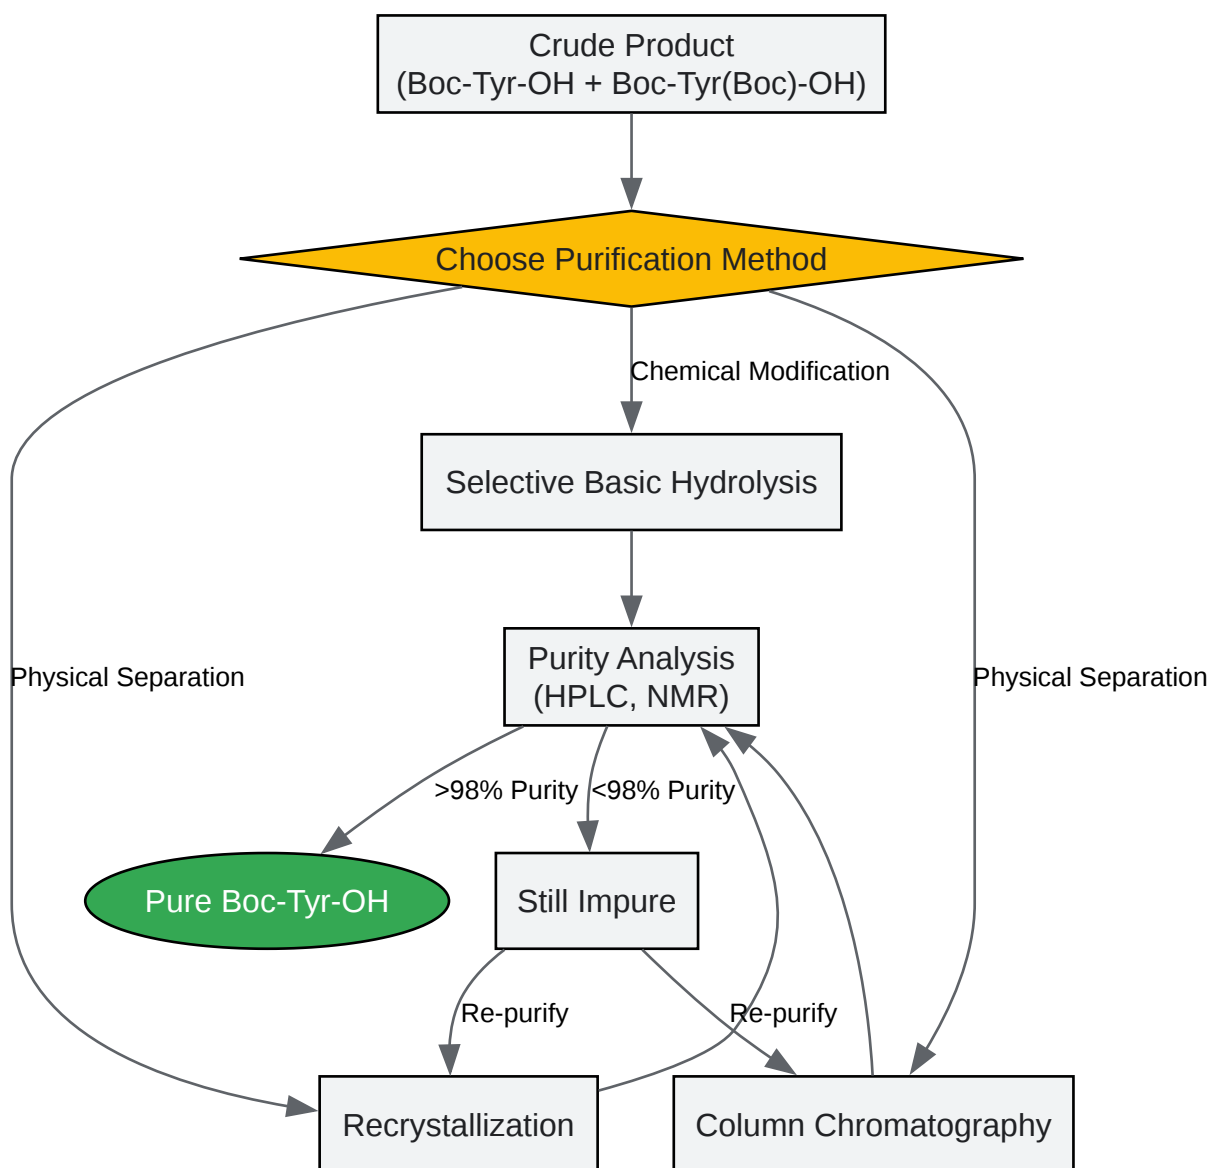 Crude Product
(Boc-Tyr-OH + Boc-Tyr(Boc)-OH)
Choose Purification Method
Chemical Modification
Selective Basic Hydrolysis
Physical Separation
Physical Separation
Purity Analysis
(HPLC, NMR)
>98% Purity
<98% Purity
Pure Boc-Tyr-OH
Still Impure
Re-purify
Re-purify
Recrystallization
Column Chromatography